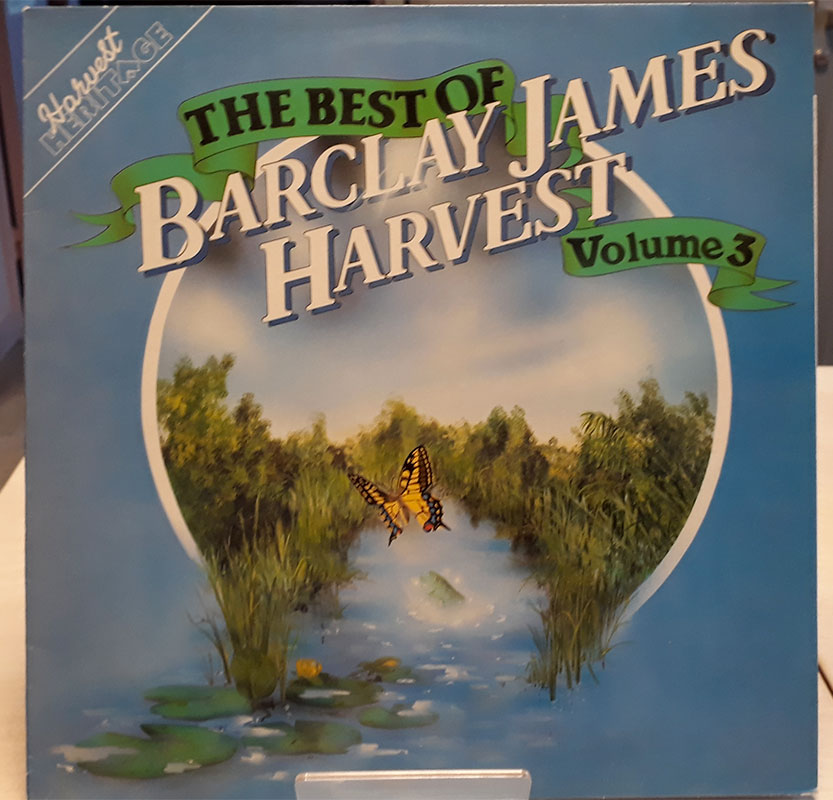 Harvest
HERITAGE
THE BEST OF
BARCLAY JAMES
HARVEST
Volume 3